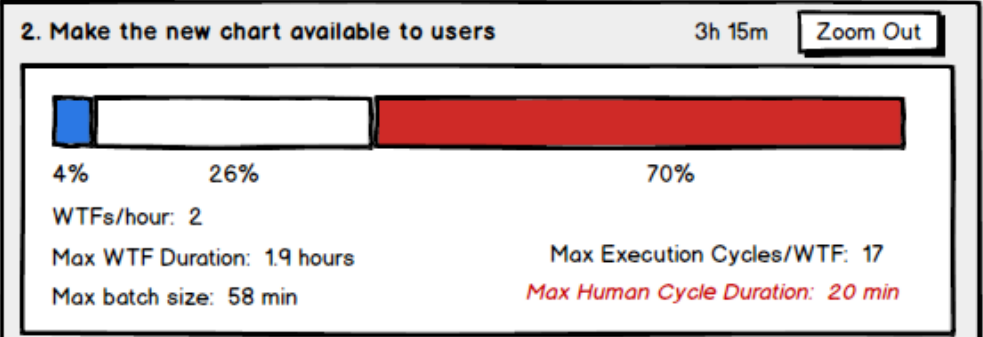 2. Make the new chart available to users 3h 15m Zoom Out
4% 26% 70%
WTFs/hour: 2
Max WTF Duration: 1.9 hours
Max batch size: 58 min
Max Execution Cycles/WTF: 17
Max Human Cycle Duration: 20 min